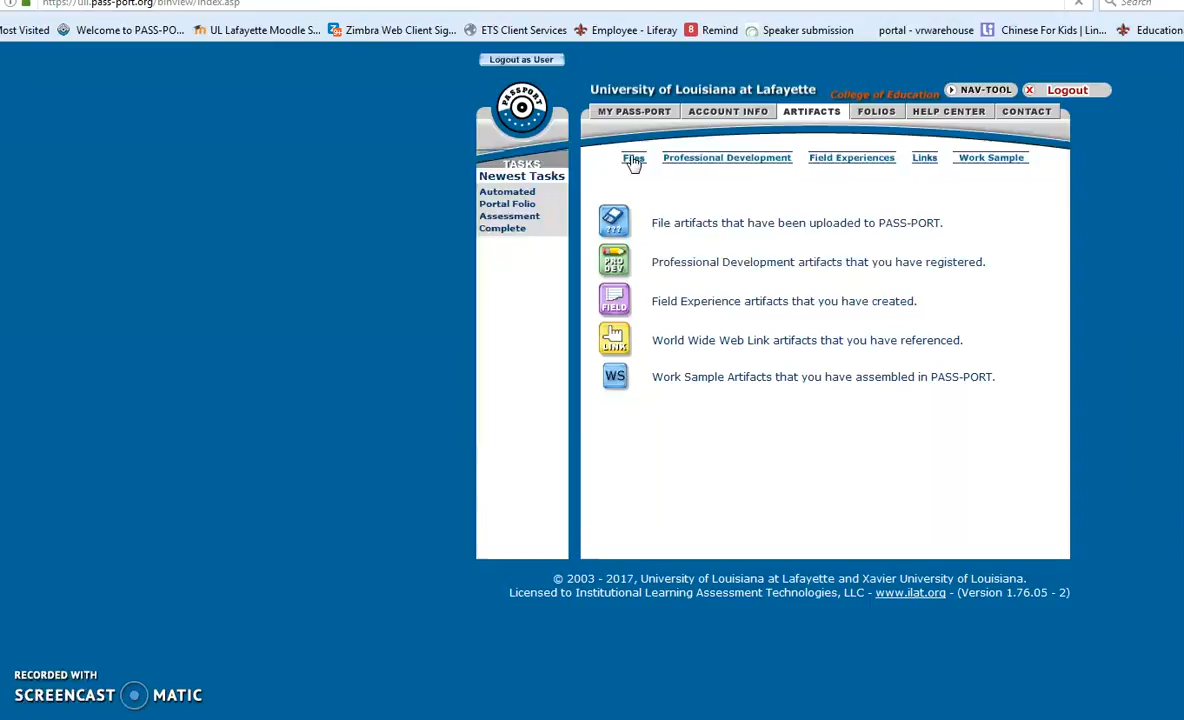 https://ull.pass-port.org/binview/index.asp
Search
Most Visited Welcome to PASS-PO... UL Lafayette Moodle S... Zimbra Web Client Sig... ETS Client Services Employee - Liferay 8 Remind Speaker submission portal - vrwarehouse Chinese For Kids | Lin... Education
Logout as User
PASSPORT
University of Louisiana at Lafayette College of Education NAV-TOOL X Logout
MY PASS-PORT ACCOUNT INFO ARTIFACTS FOLIOS HELP CENTER CONTACT
Files Professional Development Field Experiences Links Work Sample
TASKS
Newest Tasks
Automated
Portal Folio
Assessment
Complete
??? File artifacts that have been uploaded to PASS-PORT.
PRO DEV Professional Development artifacts that you have registered.
FIELD Field Experience artifacts that you have created.
LINK World Wide Web Link artifacts that you have referenced.
WS Work Sample Artifacts that you have assembled in PASS-PORT.
© 2003 - 2017, University of Louisiana at Lafayette and Xavier University of Louisiana.
Licensed to Institutional Learning Assessment Technologies, LLC - www.ilat.org - (Version 1.76.05 - 2)
RECORDED WITH
SCREENCAST MATIC